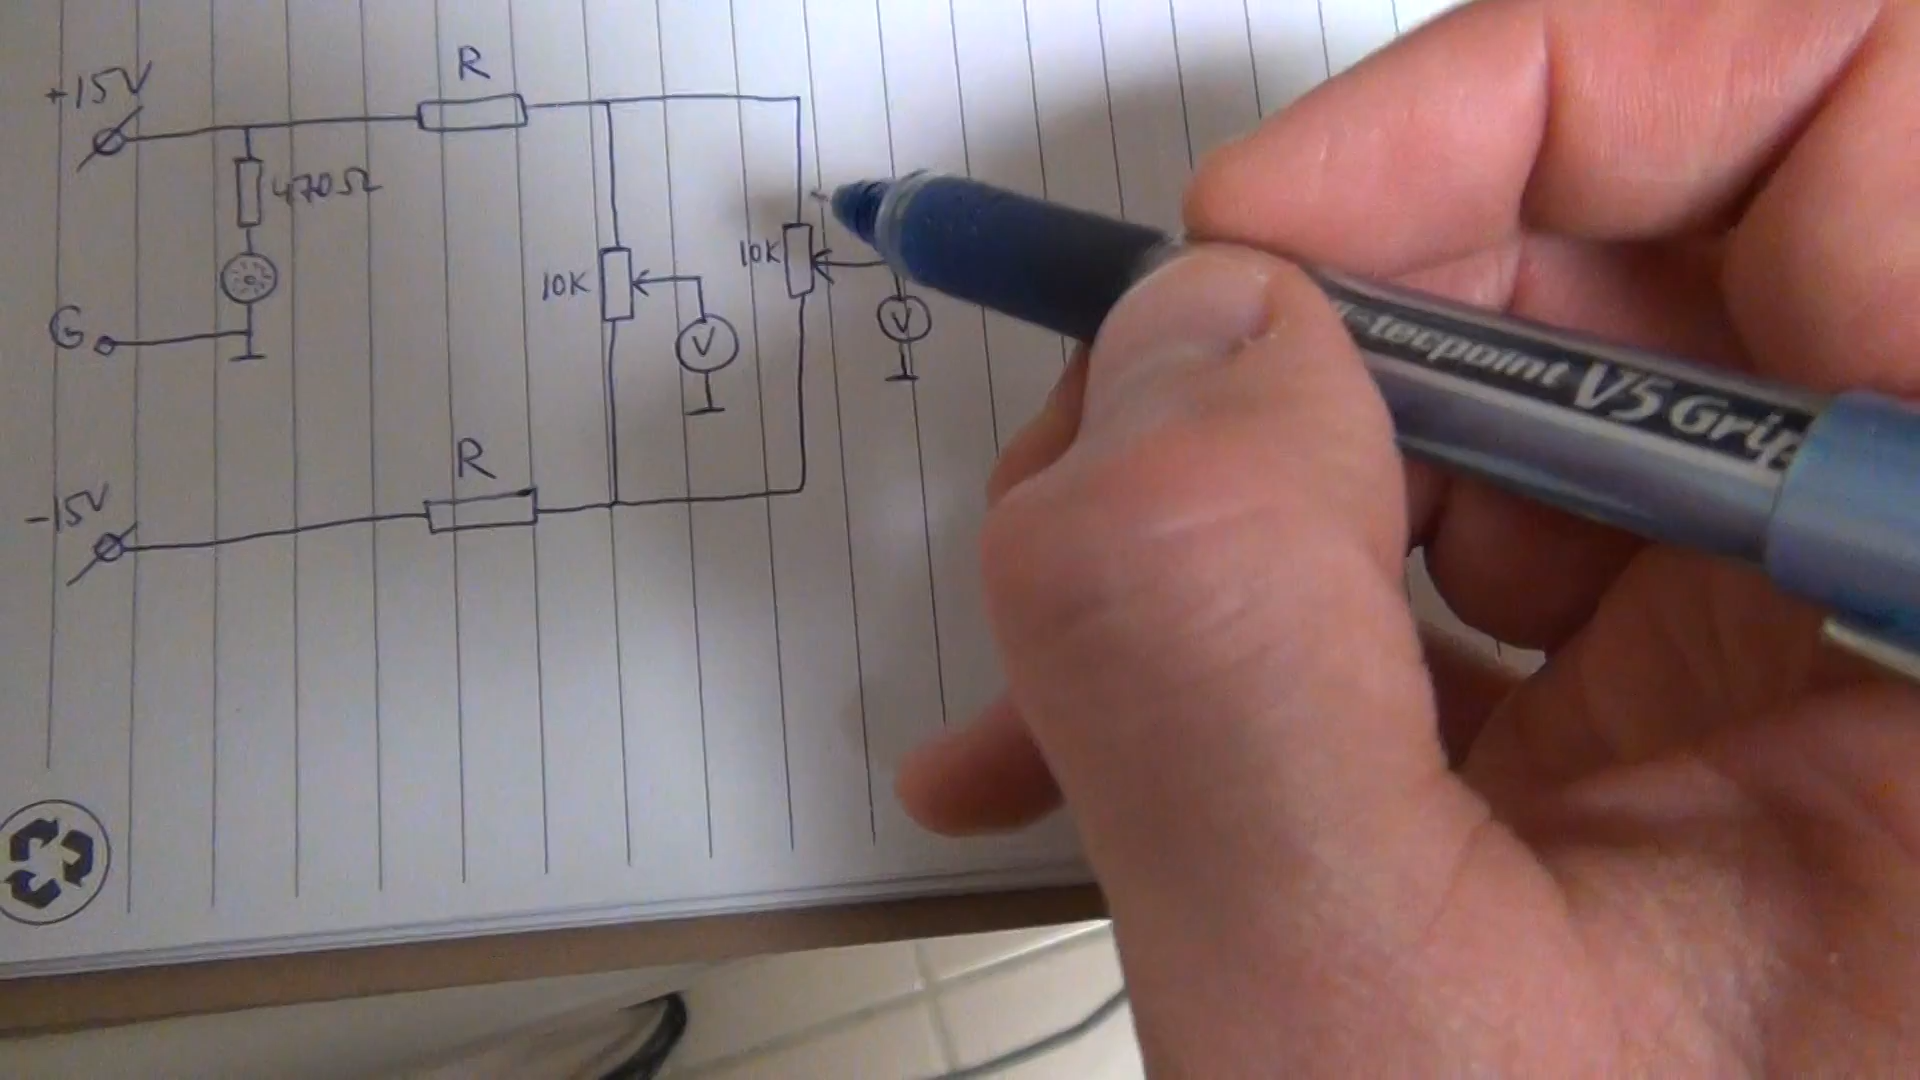 +15V
R
470Ω
10K
10K
V
V
G
R
-15V
-tecpoint V5 Grip